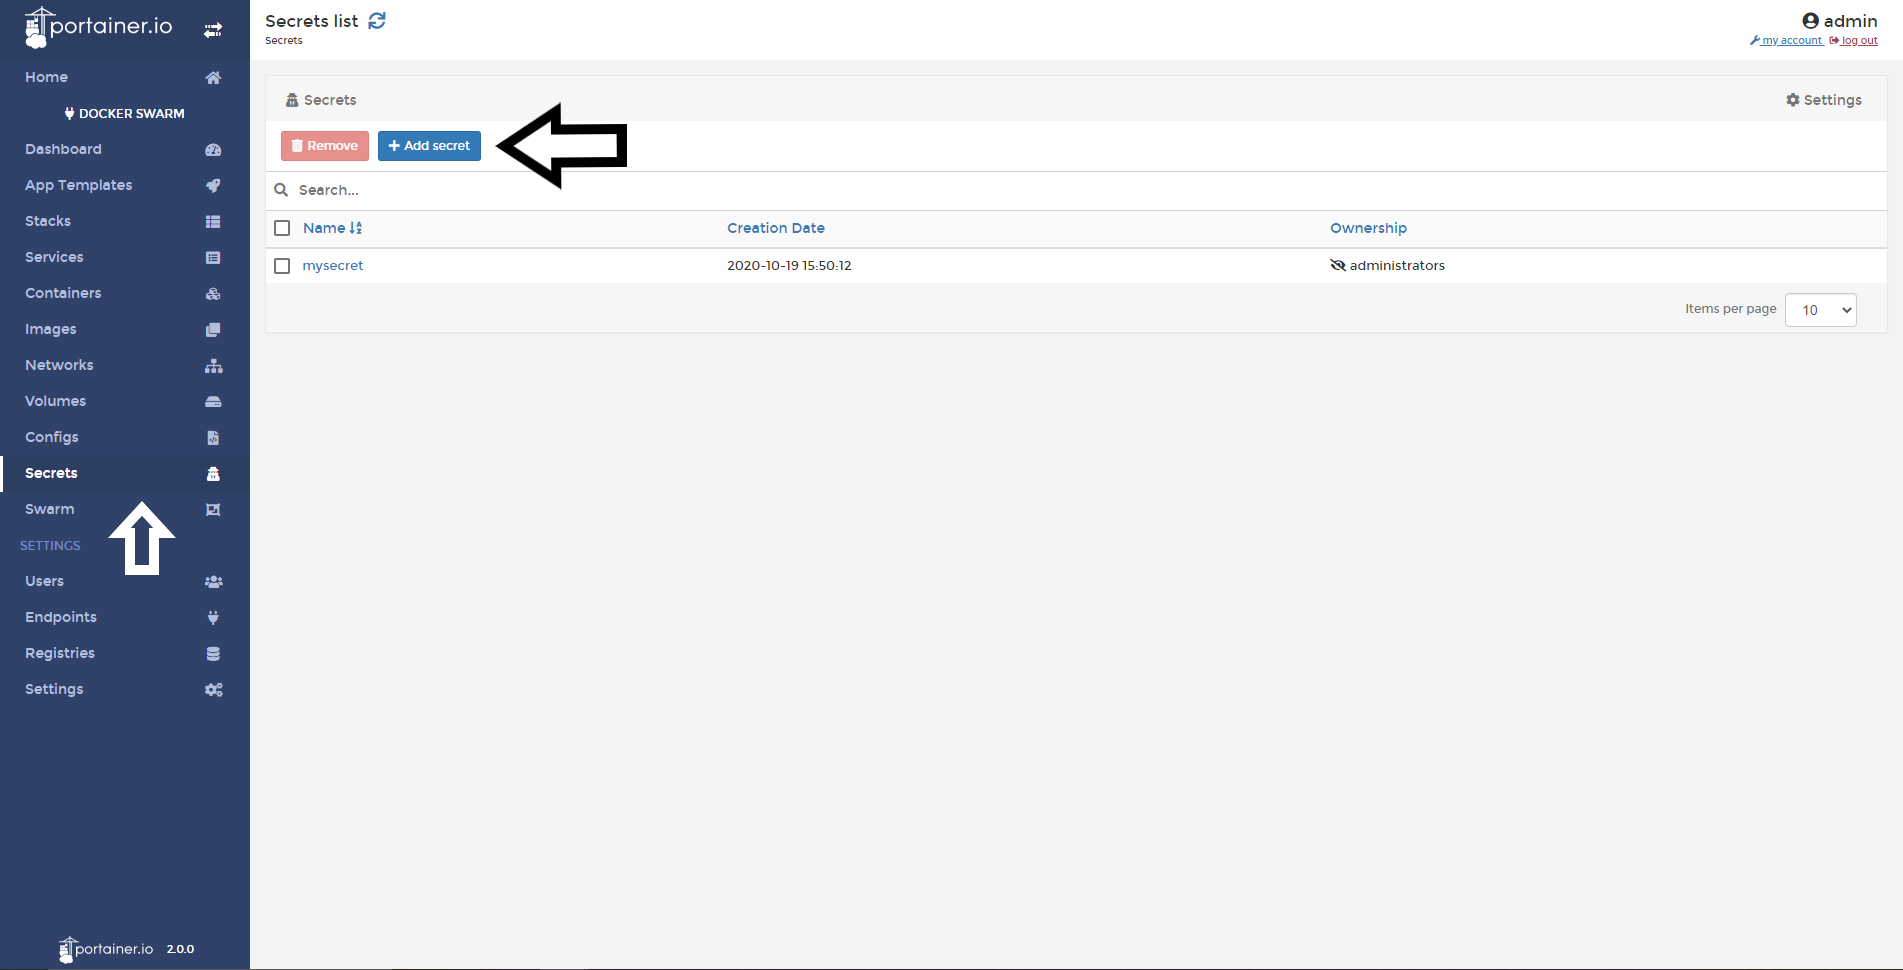 portainer.io
Secrets list
Secrets
admin
my account log out
Home
DOCKER SWARM
Dashboard
App Templates
Stacks
Services
Containers
Images
Networks
Volumes
Configs
Secrets
Swarm
SETTINGS
Users
Endpoints
Registries
Settings
portainer.io 2.0.0
Secrets
Settings
Remove
Add secret
Search...
Name Creation Date Ownership
mysecret 2020-10-19 15:50:12 administrators
Items per page 10